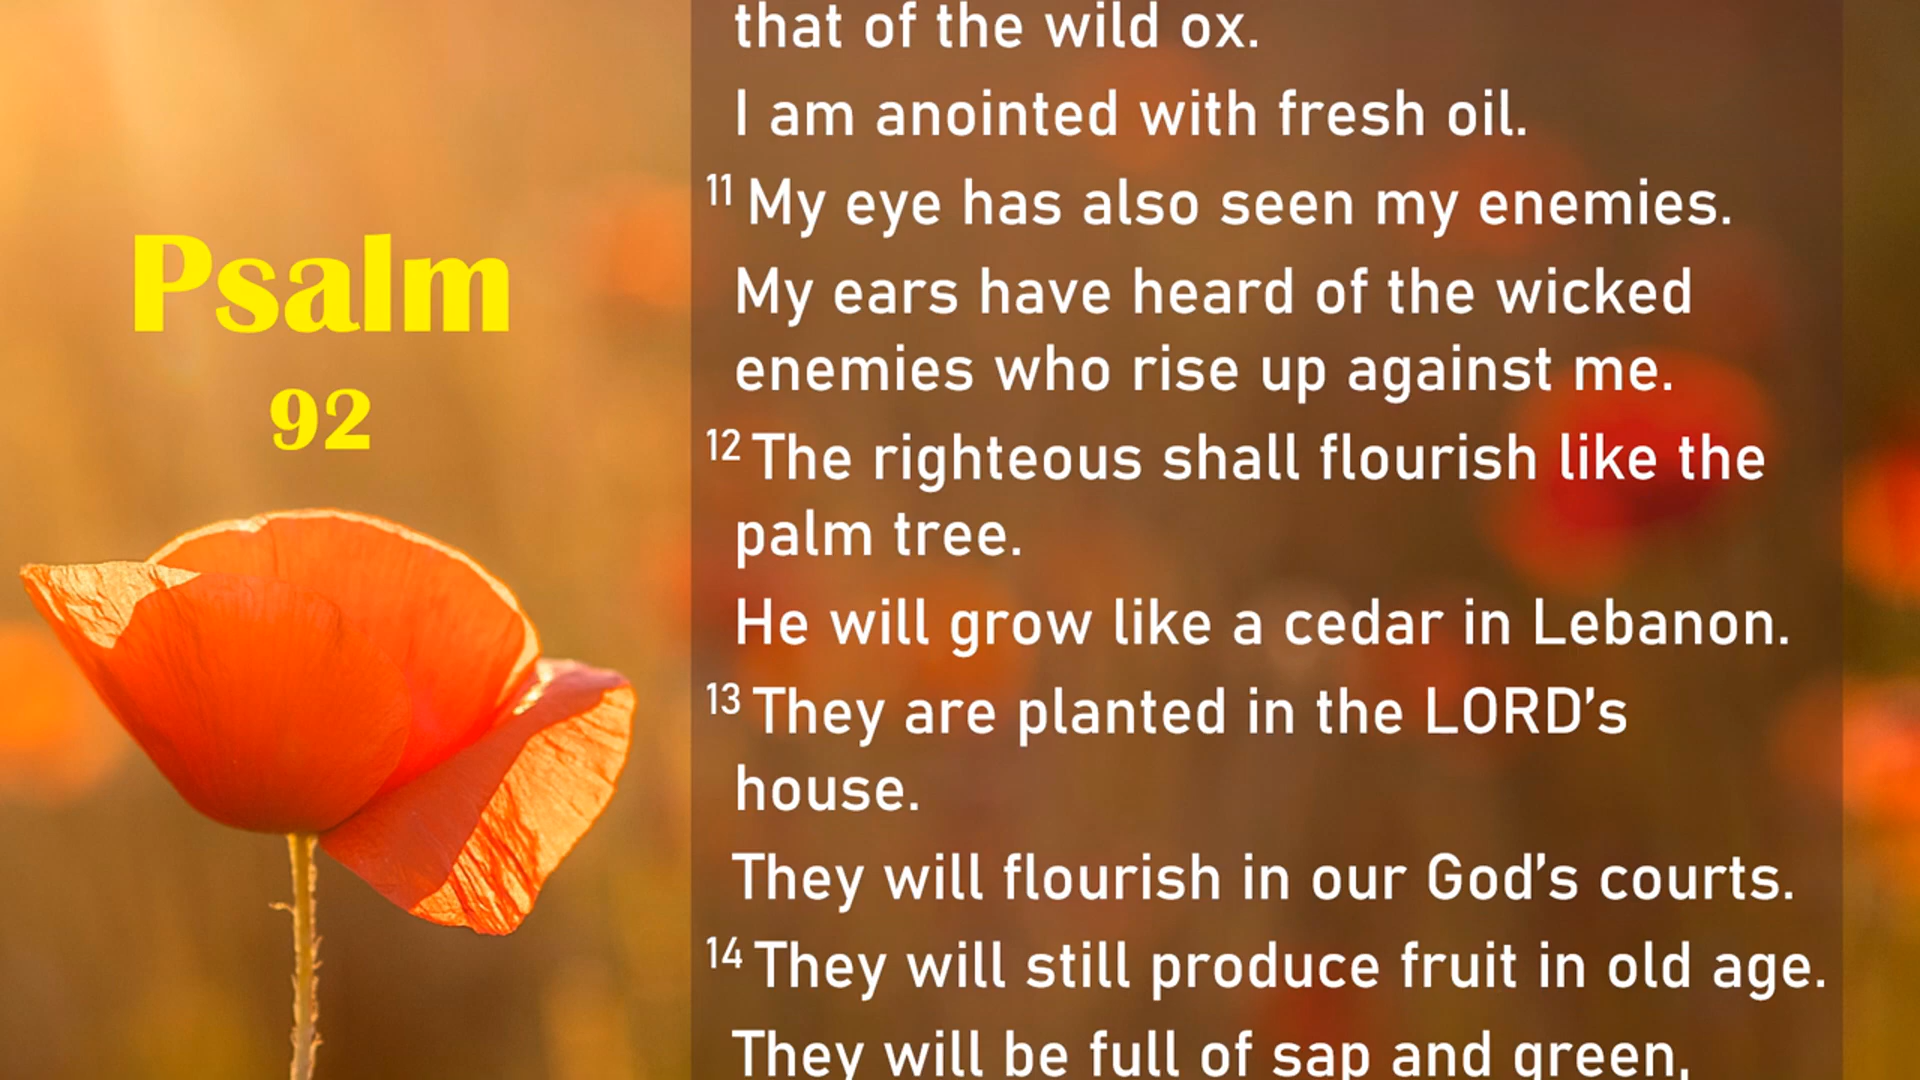 Psalm
92
that of the wild ox.
I am anointed with fresh oil.
11 My eye has also seen my enemies.
My ears have heard of the wicked
enemies who rise up against me.
12 The righteous shall flourish like the
palm tree.
He will grow like a cedar in Lebanon.
13 They are planted in the LORD’s
house.
They will flourish in our God’s courts.
14 They will still produce fruit in old age.
They will be full of sap and green,